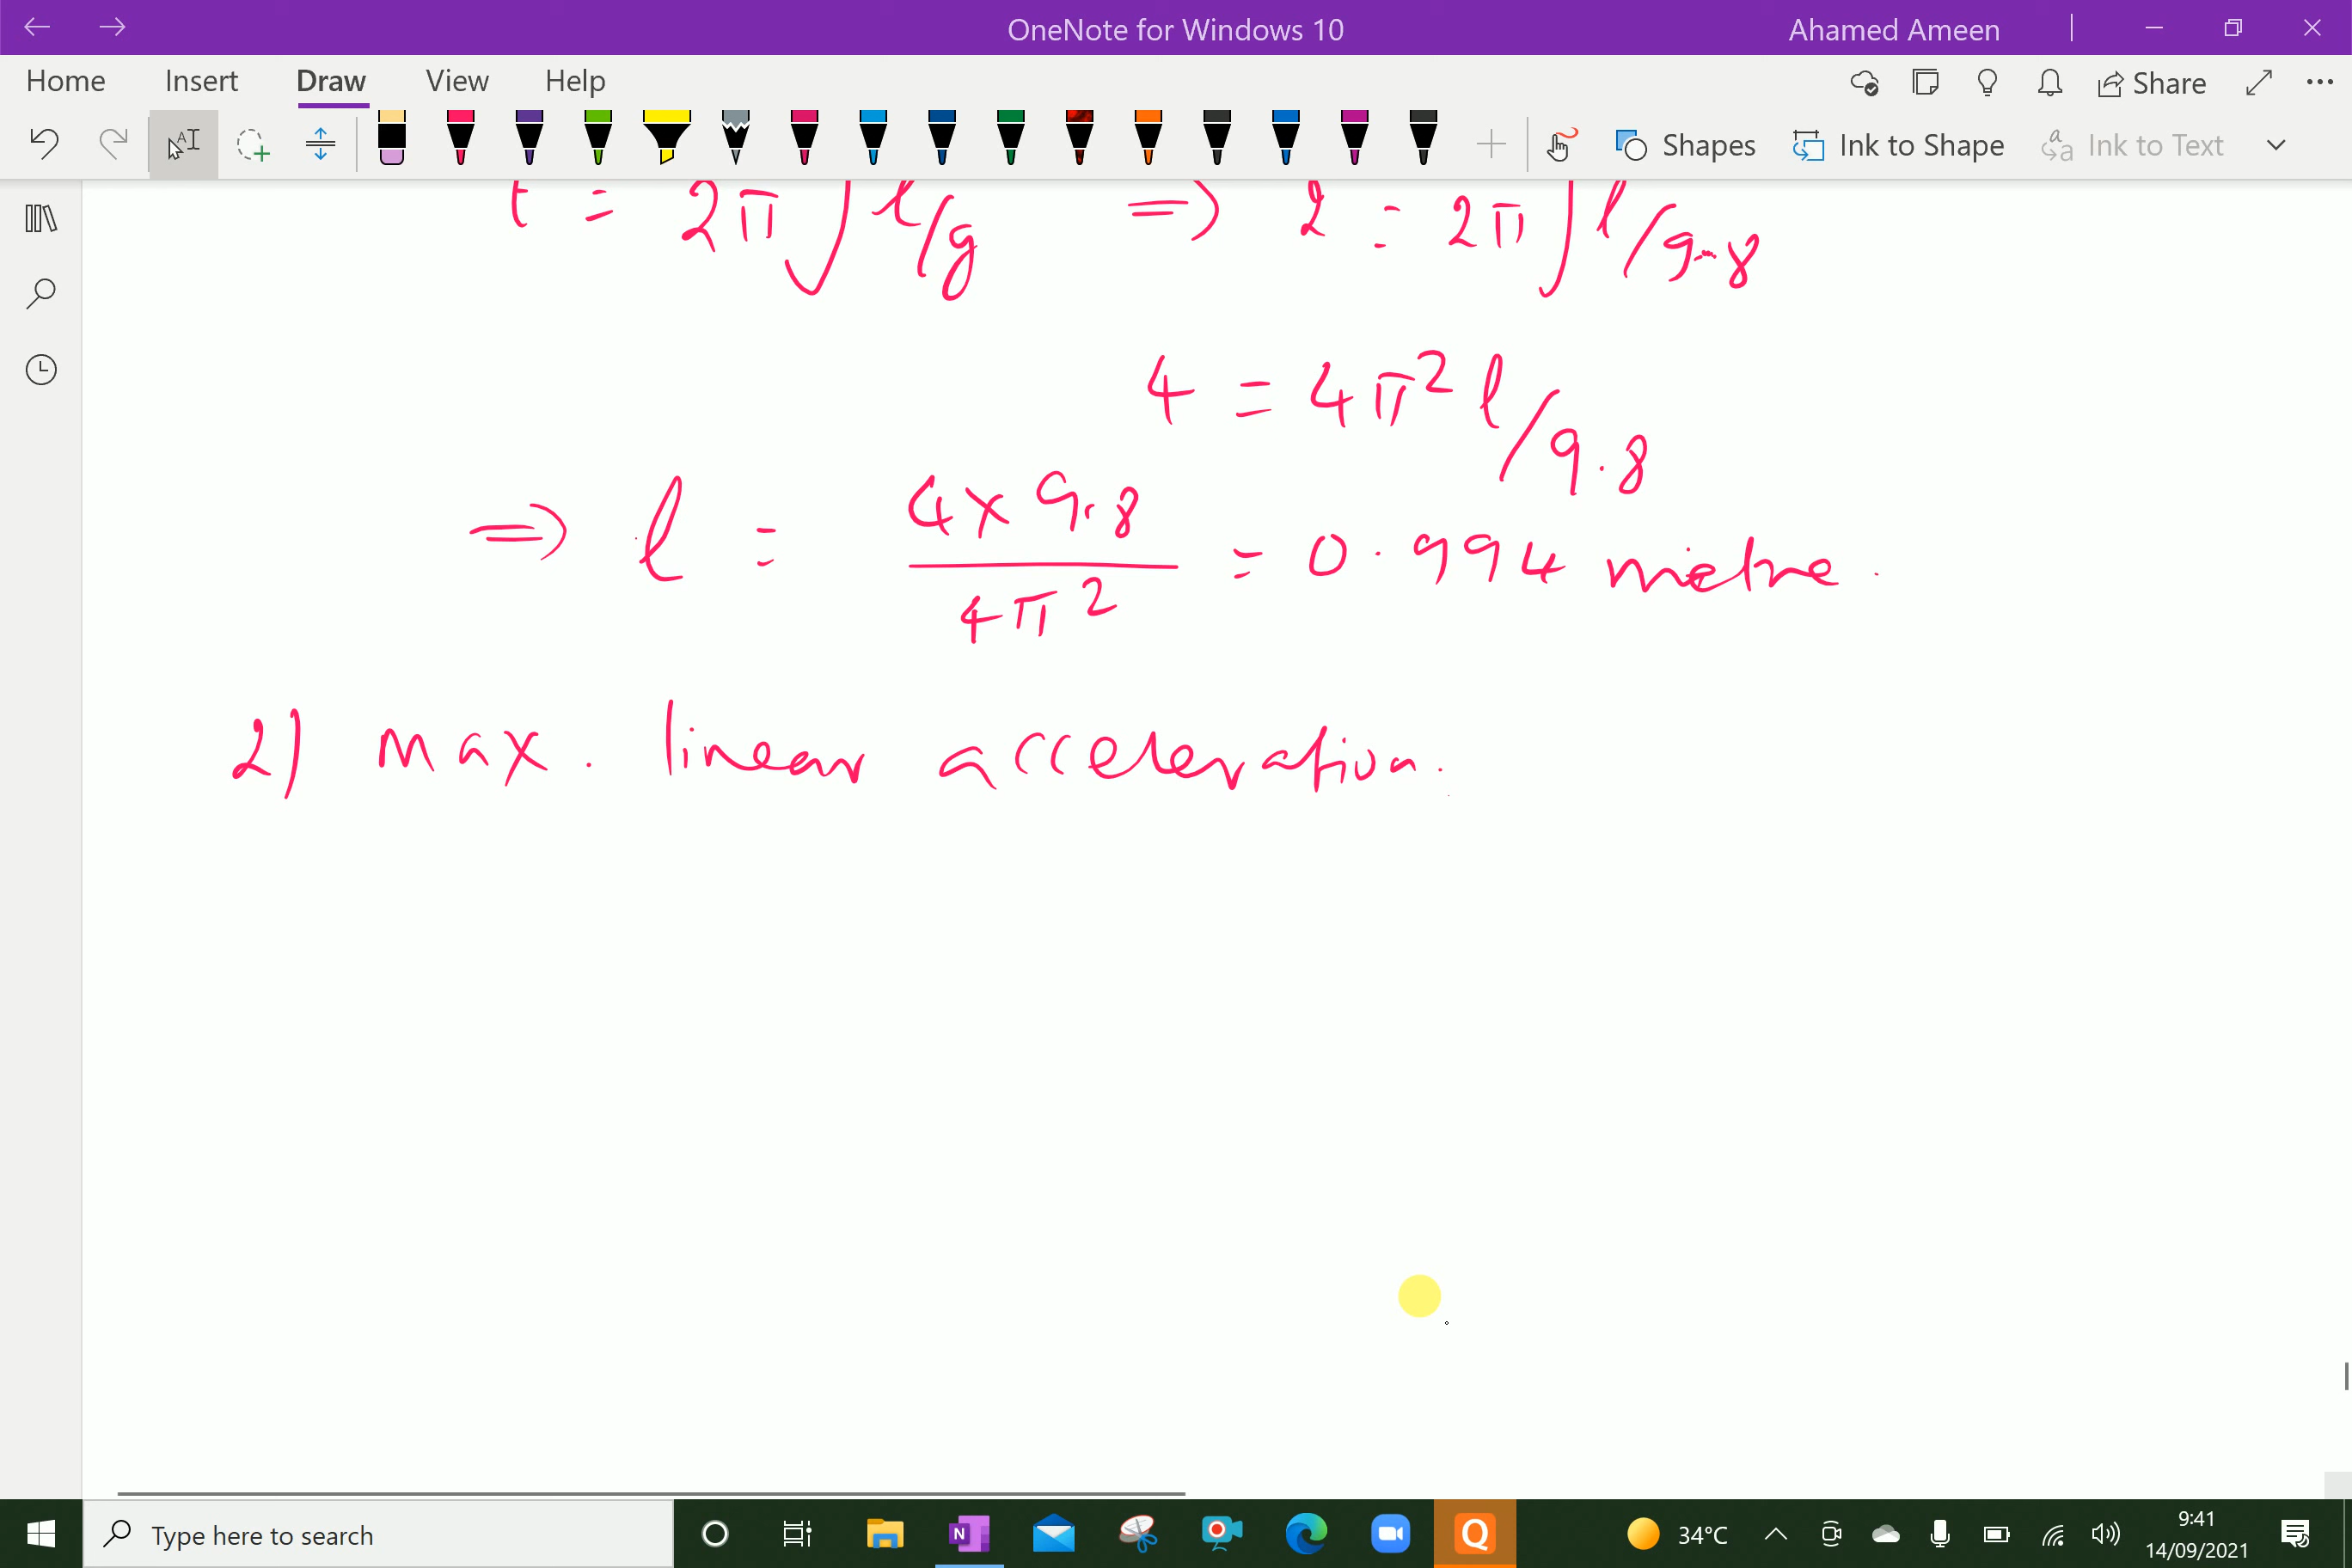 OneNote for Windows 10 Ahamed Ameen
Home Insert Draw View Help Share
Shapes Ink to Shape Ink to Text
t = 2π√l/g ⇒ 2 = 2π√l/9.8
4 = 4π² l/9.8
⇒ l = 4 x 9.8 / 4π² = 0.994 metre.
2) max. linear acceleration.
Type here to search
N
Q
34°C
9:41
14/09/2021